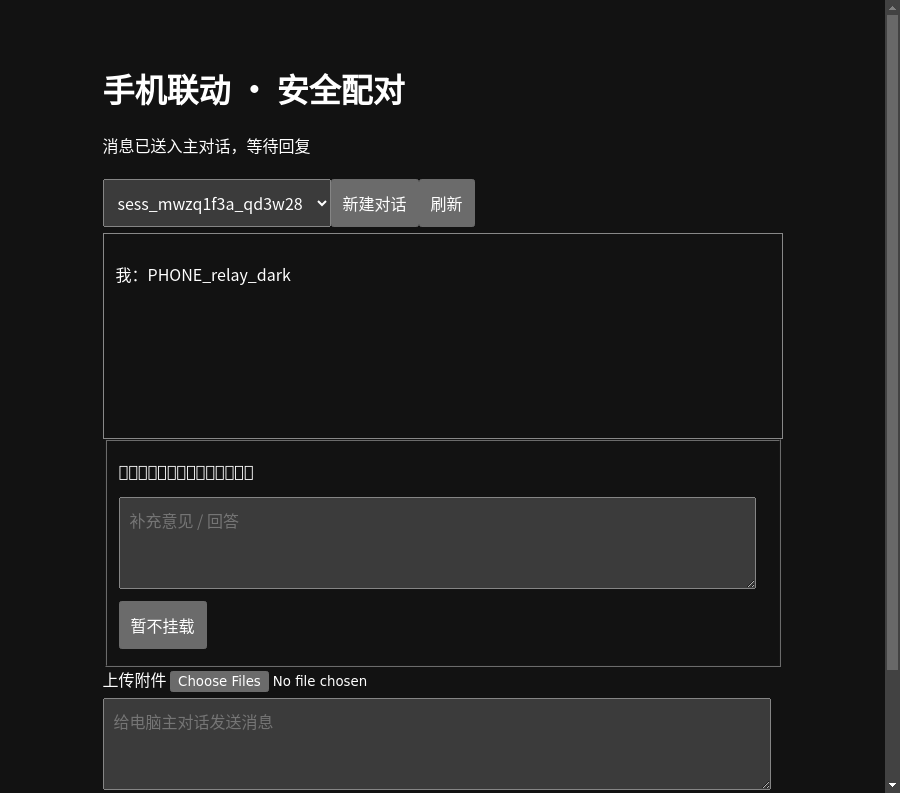 手机联动 · 安全配对
消息已送入主对话，等待回复
sess_mwzq1f3a_qd3w28 新建对话 刷新
我：PHONE_relay_dark
补充意见 / 回答
暂不挂载
上传附件 Choose Files No file chosen
给电脑主对话发送消息